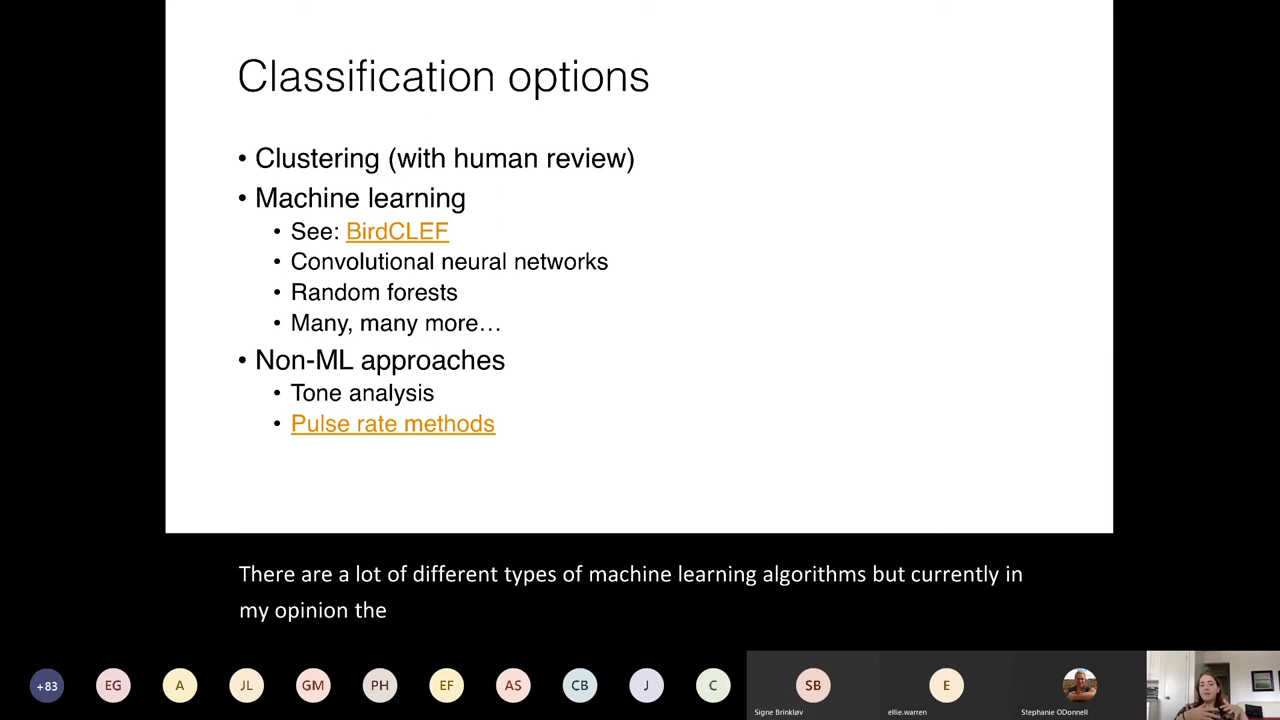 Classification options
• Clustering (with human review)
• Machine learning
• See: BirdCLEF
• Convolutional neural networks
• Random forests
• Many, many more…
• Non-ML approaches
• Tone analysis
• Pulse rate methods
There are a lot of different types of machine learning algorithms but currently in
my opinion the
+83 EG A JL GM PH EF AS CB J C SB E
Signe Brinkløv ellie.warren Stephanie ODonnell